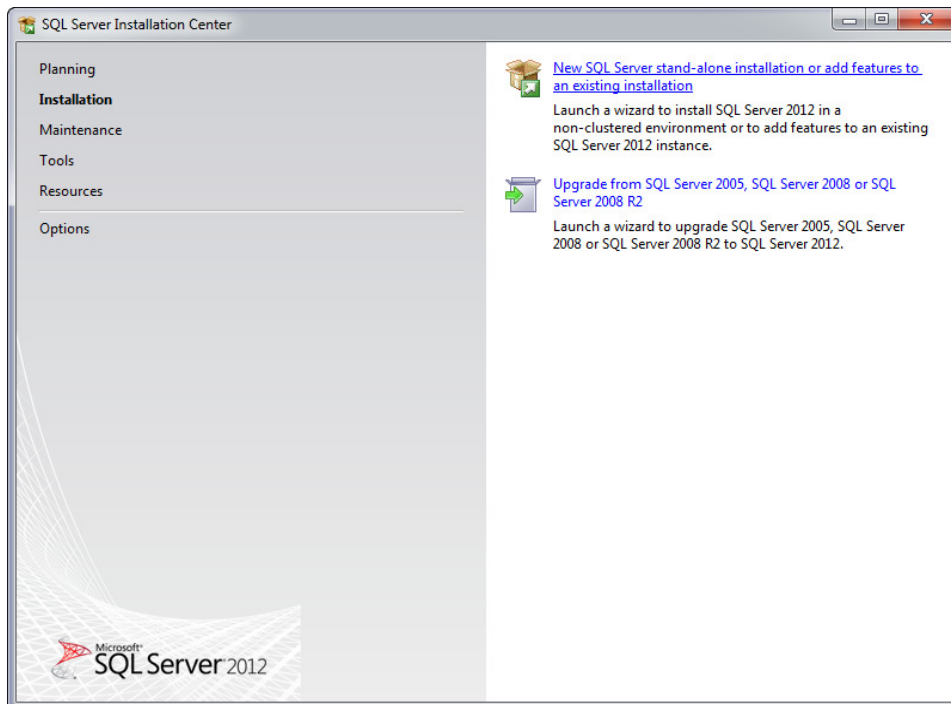 SQL Server Installation Center
Planning
Installation
Maintenance
Tools
Resources
Options
New SQL Server stand-alone installation or add features to
an existing installation
Launch a wizard to install SQL Server 2012 in a
non-clustered environment or to add features to an existing
SQL Server 2012 instance.
Upgrade from SQL Server 2005, SQL Server 2008 or SQL
Server 2008 R2
Launch a wizard to upgrade SQL Server 2005, SQL Server
2008 or SQL Server 2008 R2 to SQL Server 2012.
Microsoft®
SQL Server® 2012